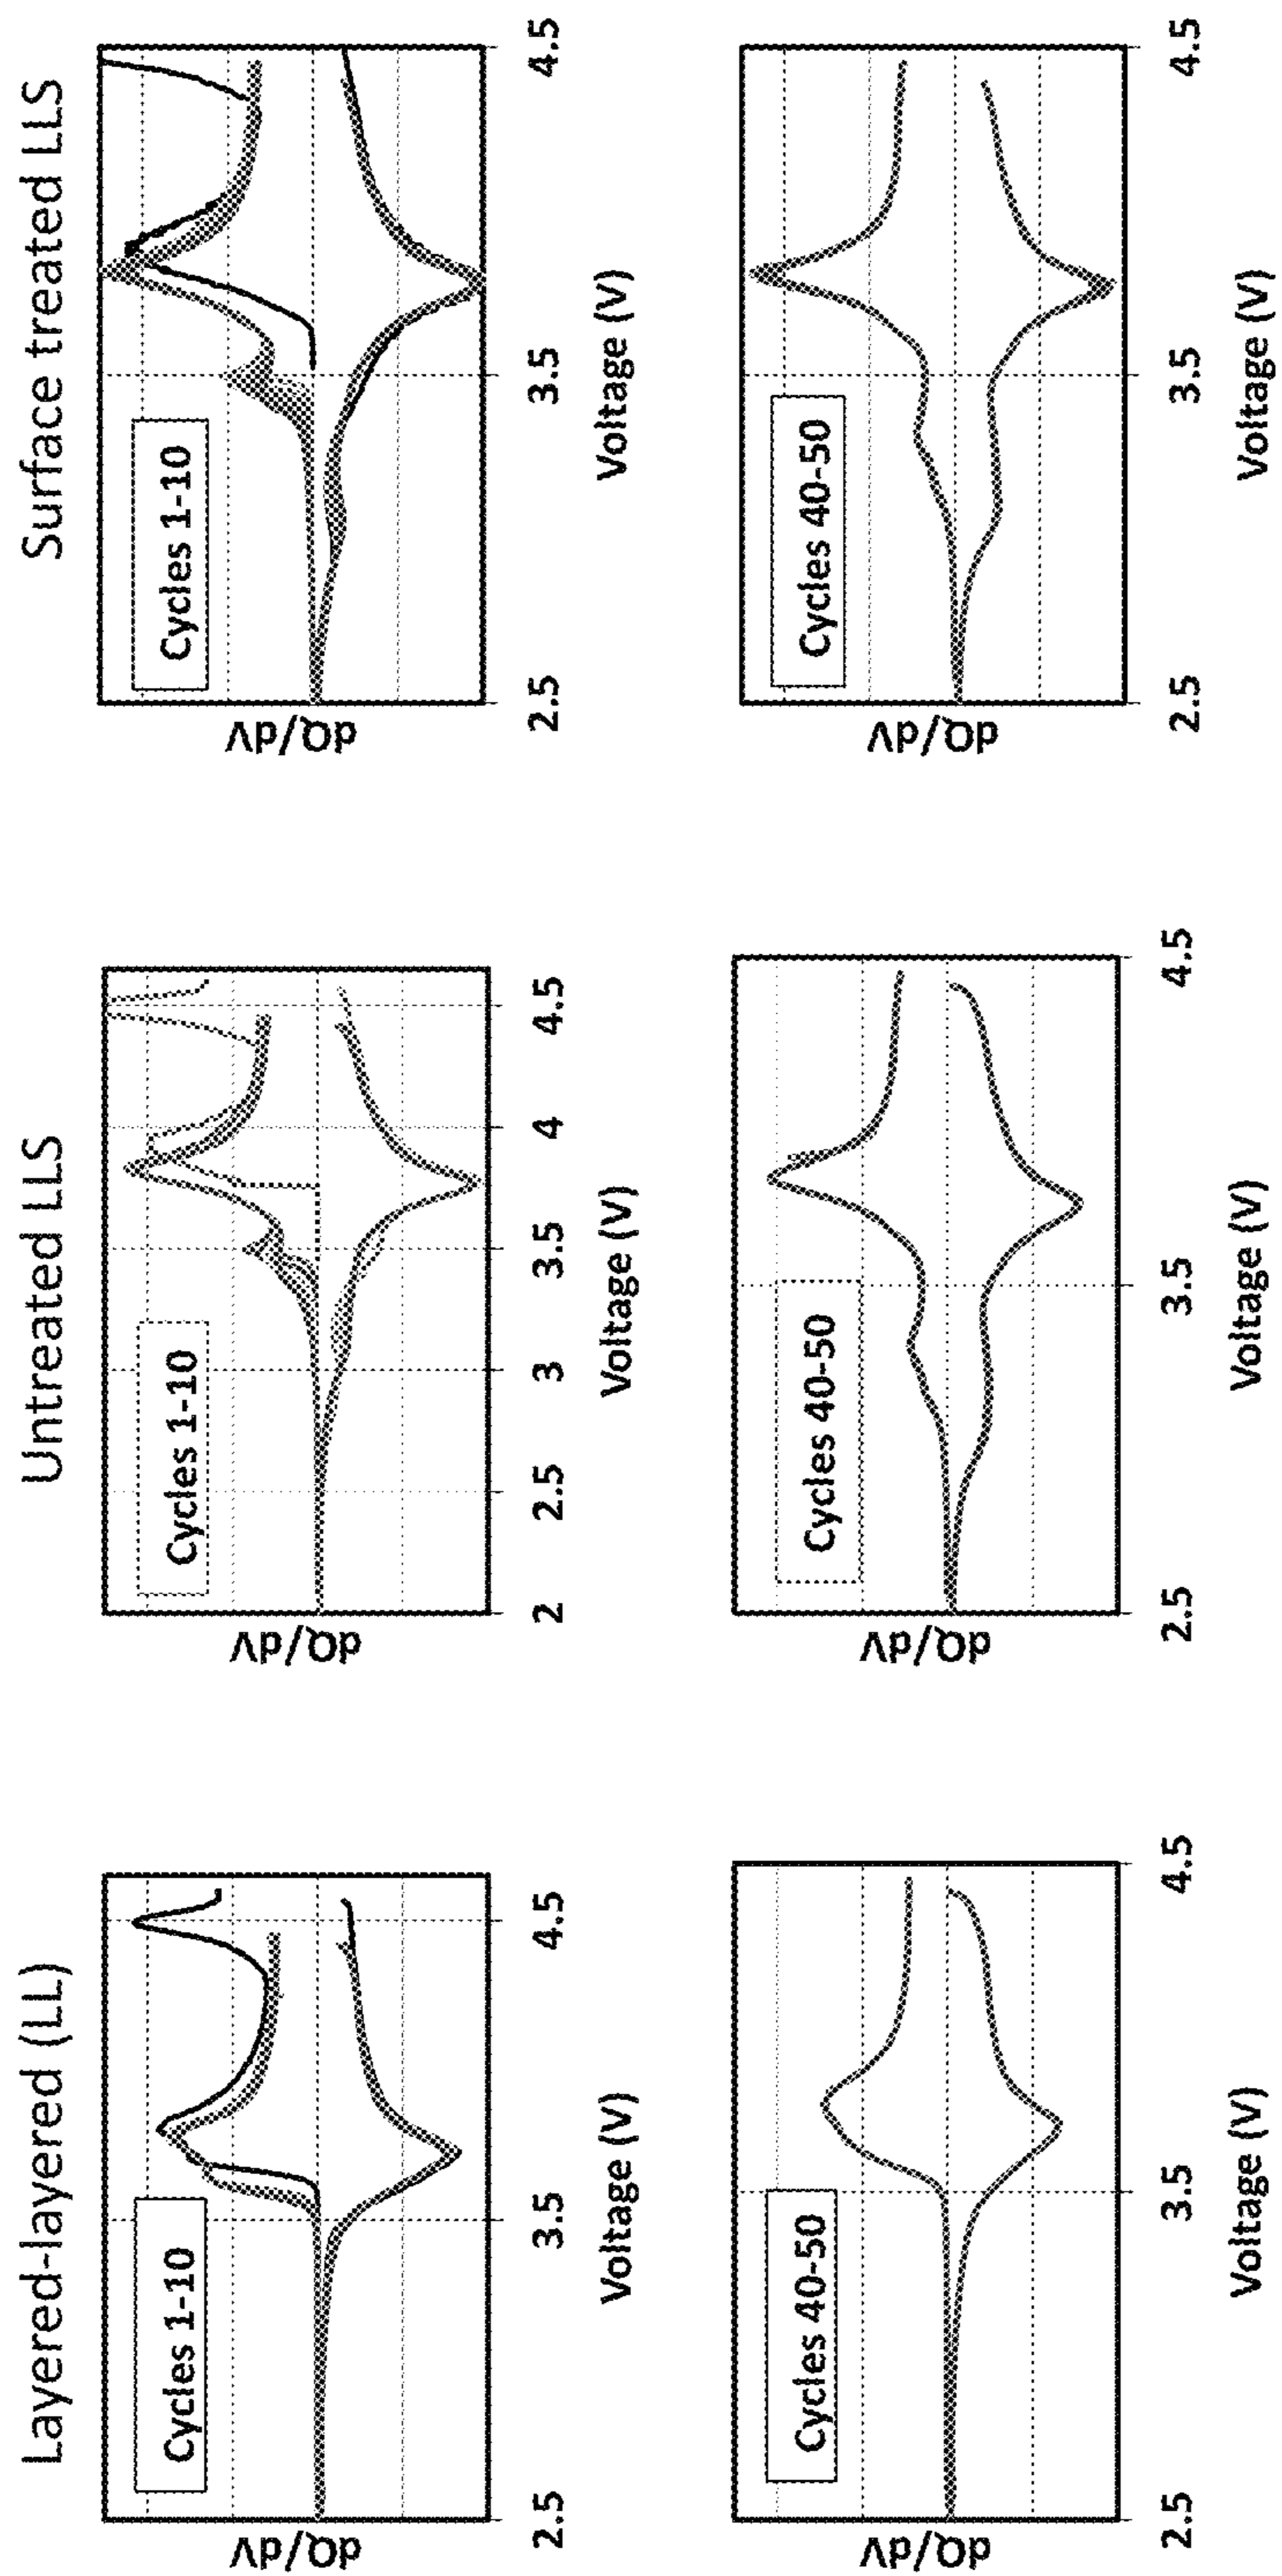 Layered-layered (LL)
Cycles 1-10
dQ/dV
2.5 3.5 4.5
Voltage (V)
Cycles 40-50
dQ/dV
2.5 3.5 4.5
Voltage (V)
Untreated LLS
Cycles 1-10
dQ/dV
2 2.5 3 3.5 4 4.5
Voltage (V)
Cycles 40-50
dQ/dV
2.5 3.5 4.5
Voltage (V)
Surface treated LLS
Cycles 1-10
dQ/dV
2.5 3.5 4.5
Voltage (V)
Cycles 40-50
dQ/dV
2.5 3.5 4.5
Voltage (V)